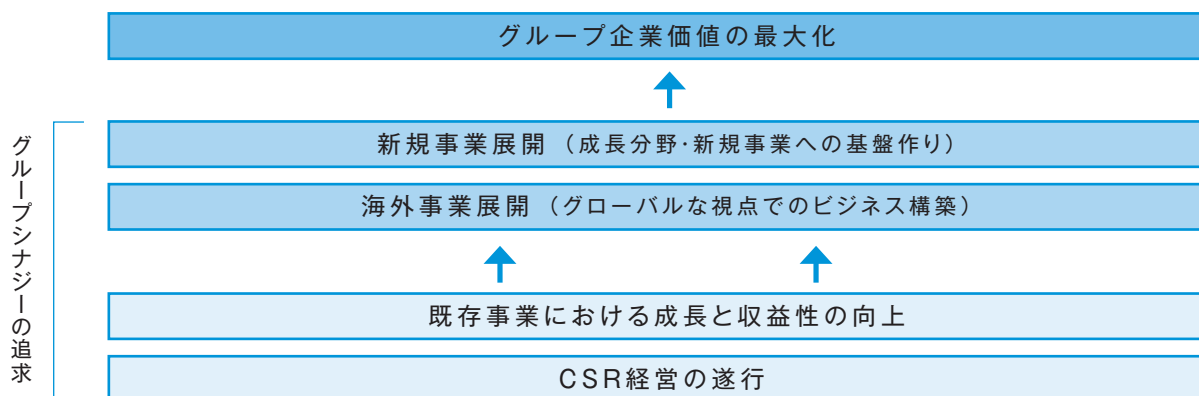 グループ企業価値の最大化
グループシナジーの追求
新規事業展開（成長分野・新規事業への基盤作り）
海外事業展開（グローバルな視点でのビジネス構築）
既存事業における成長と収益性の向上
CSR経営の遂行